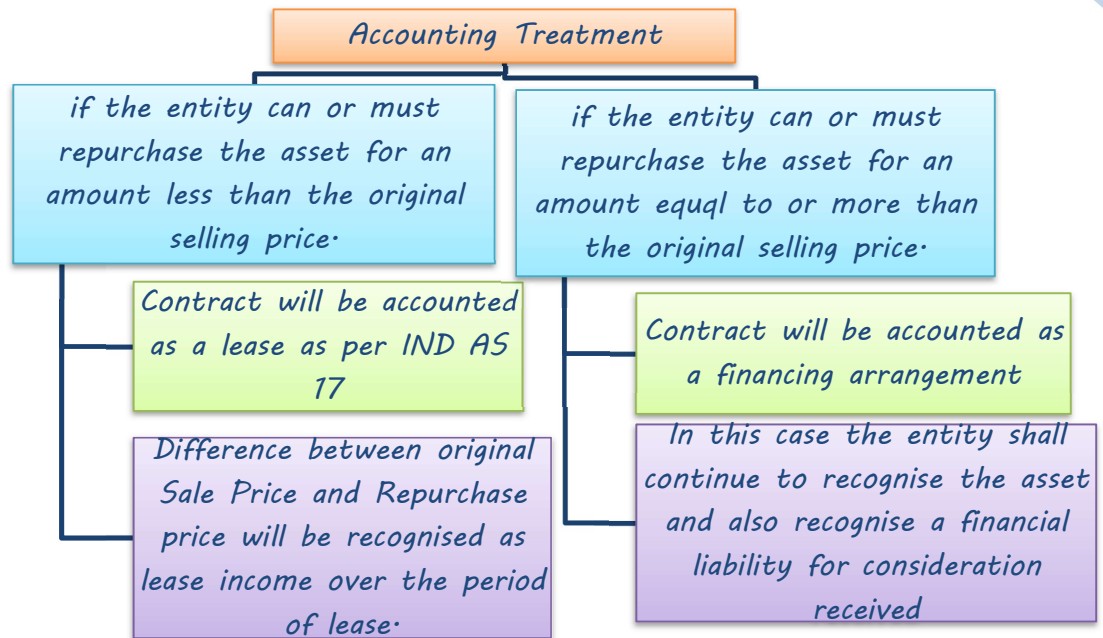 Accounting Treatment
if the entity can or must
repurchase the asset for an
amount less than the original
selling price.
Contract will be accounted
as a lease as per IND AS
17
Difference between original
Sale Price and Repurchase
price will be recognised as
lease income over the period
of lease.
if the entity can or must
repurchase the asset for an
amount equql to or more than
the original selling price.
Contract will be accounted as
a financing arrangement
In this case the entity shall
continue to recognise the asset
and also recognise a financial
liability for consideration
received